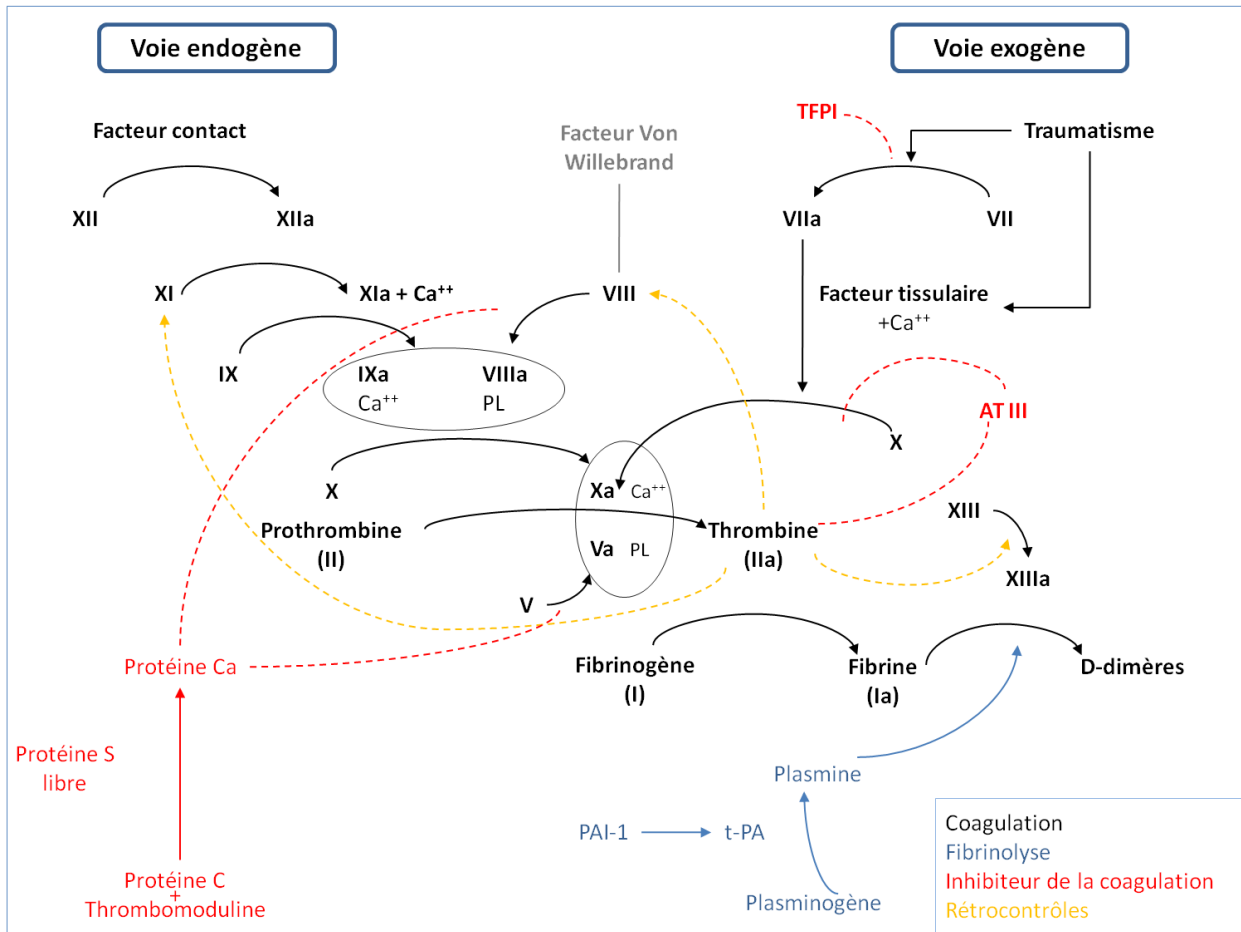 Voie endogène
Voie exogène
TFPI
Facteur contact
Facteur Von
Willebrand
Traumatisme
XII
XIIa
VIIa
VII
XI
XIa + Ca⁺⁺
VIII
Facteur tissulaire
+Ca⁺⁺
IX
IXa
VIIIa
Ca⁺⁺
PL
AT III
X
X
Xa
Ca⁺⁺
Prothrombine
(II)
Va
PL
Thrombine
(IIa)
XIII
XIIIa
V
Protéine Ca
Fibrinogène
(I)
Fibrine
(Ia)
D-dimères
Protéine S
libre
Plasmine
PAI-1
t-PA
Protéine C
+
Thrombomoduline
Plasminogène
Coagulation
Fibrinolyse
Inhibiteur de la coagulation
Rétrocontrôles